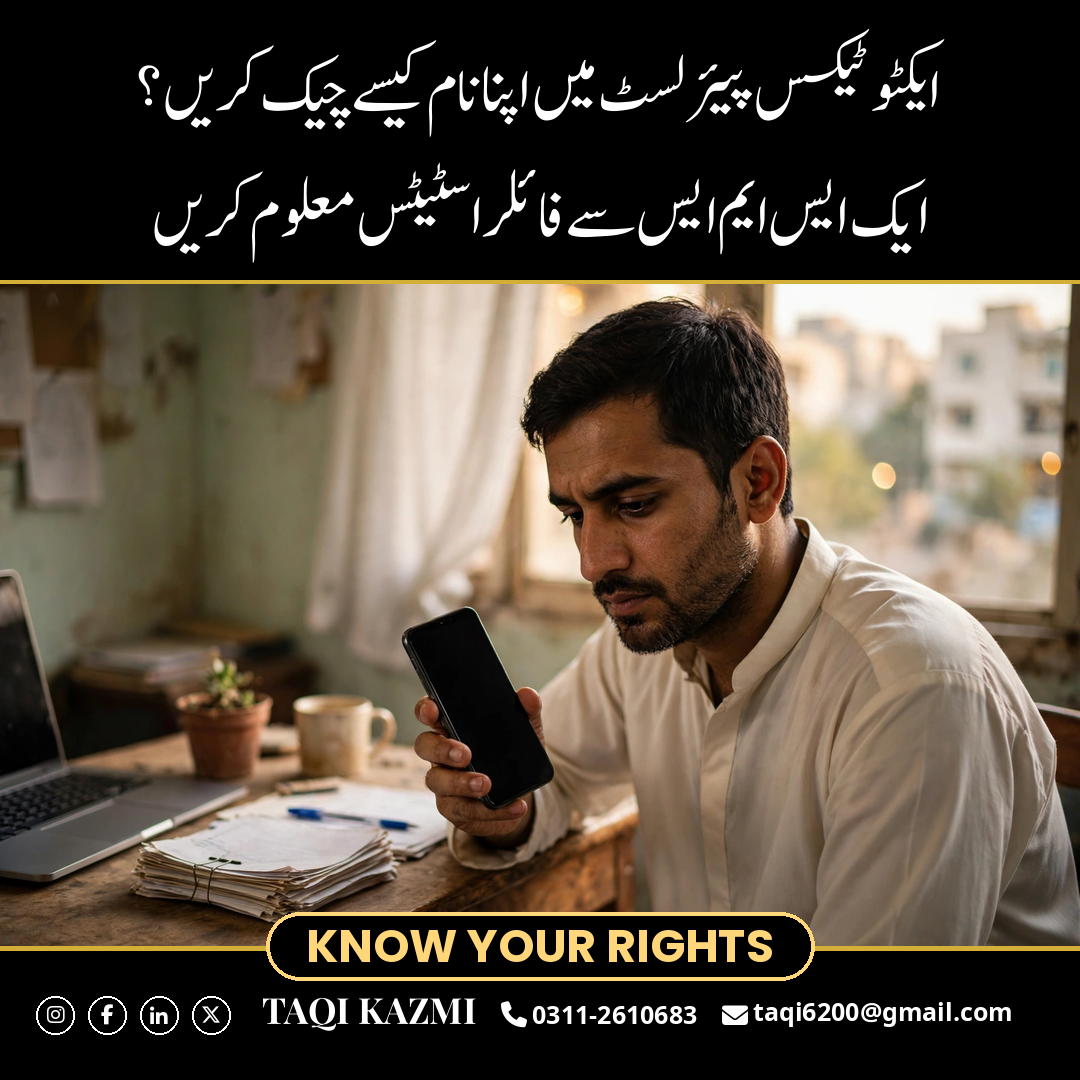 ایکٹو ٹیکس پیئر لسٹ میں اپنا نام کیسے چیک کریں؟
ایک ایس ایم ایس سے فائلر اسٹیٹس معلوم کریں
KNOW YOUR RIGHTS
TAQI KAZMI 0311-2610683 taqi6200@gmail.com